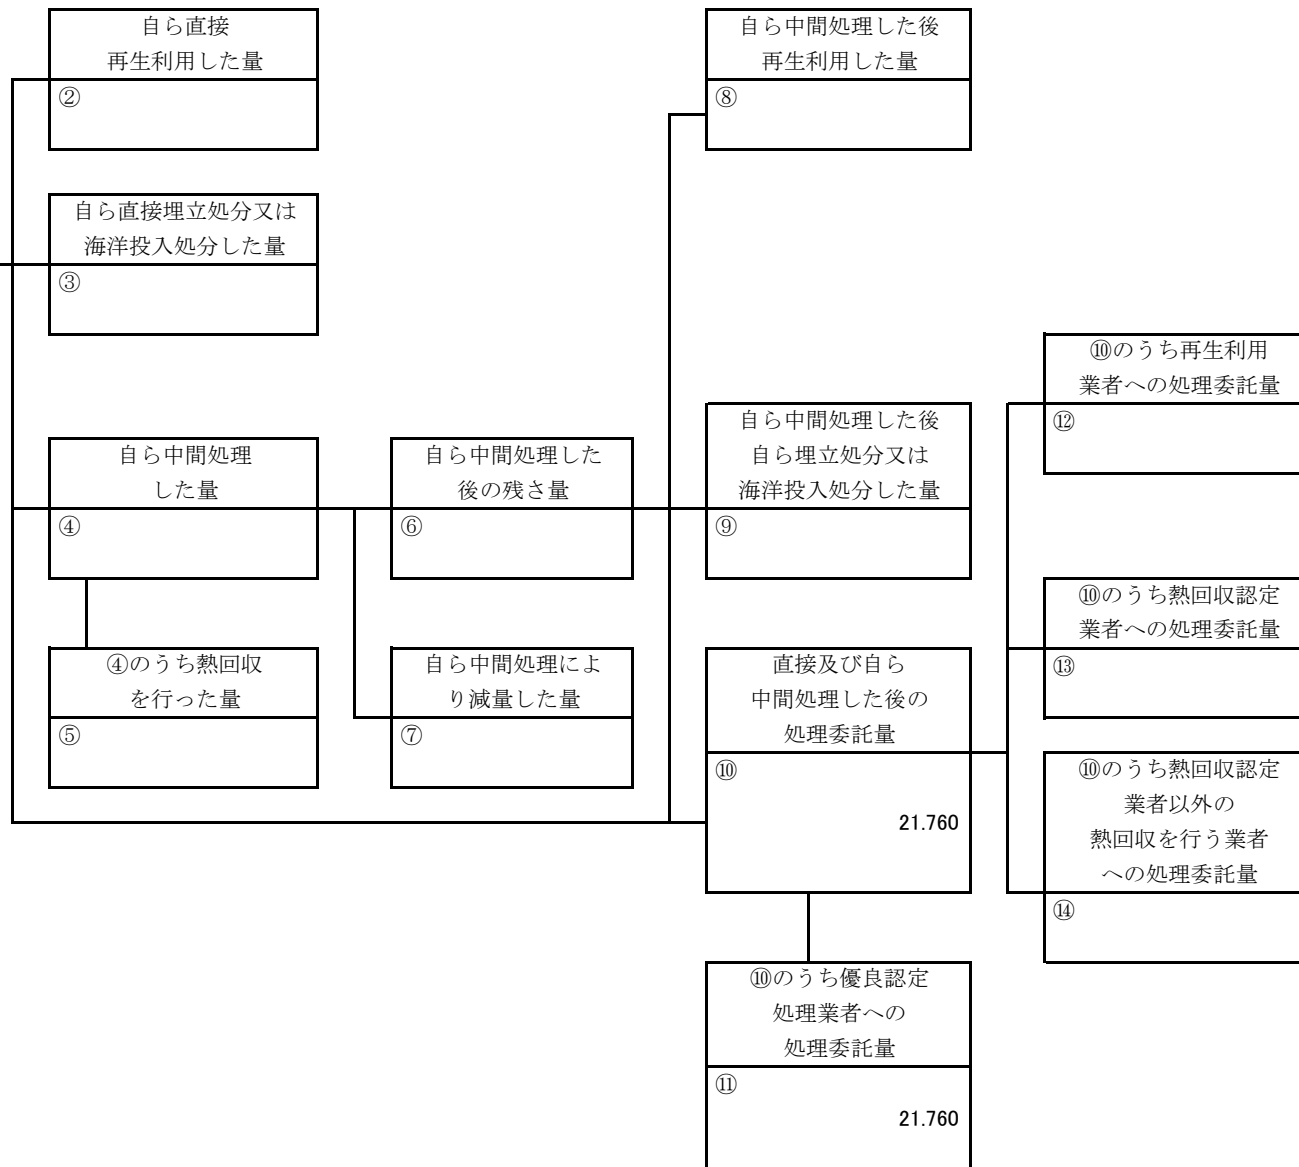 自ら直接
再生利用した量
②
自ら中間処理した後
再生利用した量
⑧
自ら直接埋立処分又は
海洋投入処分した量
③
⑩のうち再生利用
業者への処理委託量
⑫
自ら中間処理
した量
④
自ら中間処理した
後の残さ量
⑥
自ら中間処理した後
自ら埋立処分又は
海洋投入処分した量
⑨
⑩のうち熱回収認定
業者への処理委託量
⑬
④のうち熱回収
を行った量
⑤
自ら中間処理によ
り減量した量
⑦
直接及び自ら
中間処理した後の
処理委託量
⑩
21.760
⑩のうち熱回収認定
業者以外の
熱回収を行う業者
への処理委託量
⑭
⑩のうち優良認定
処理業者への
処理委託量
⑪
21.760